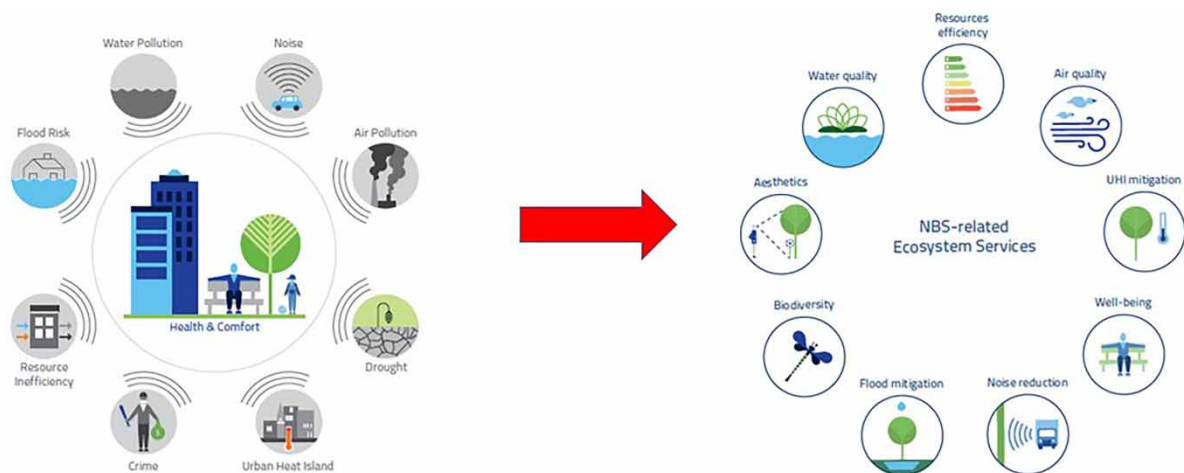 Water Pollution
Noise
Flood Risk
Air Pollution
Health & Comfort
Resource
Inefficiency
Drought
Crime
Urban Heat Island
Resources
efficiency
Water quality
Air quality
Aesthetics
UHI mitigation
NBS-related
Ecosystem Services
Biodiversity
Well-being
Flood mitigation
Noise reduction